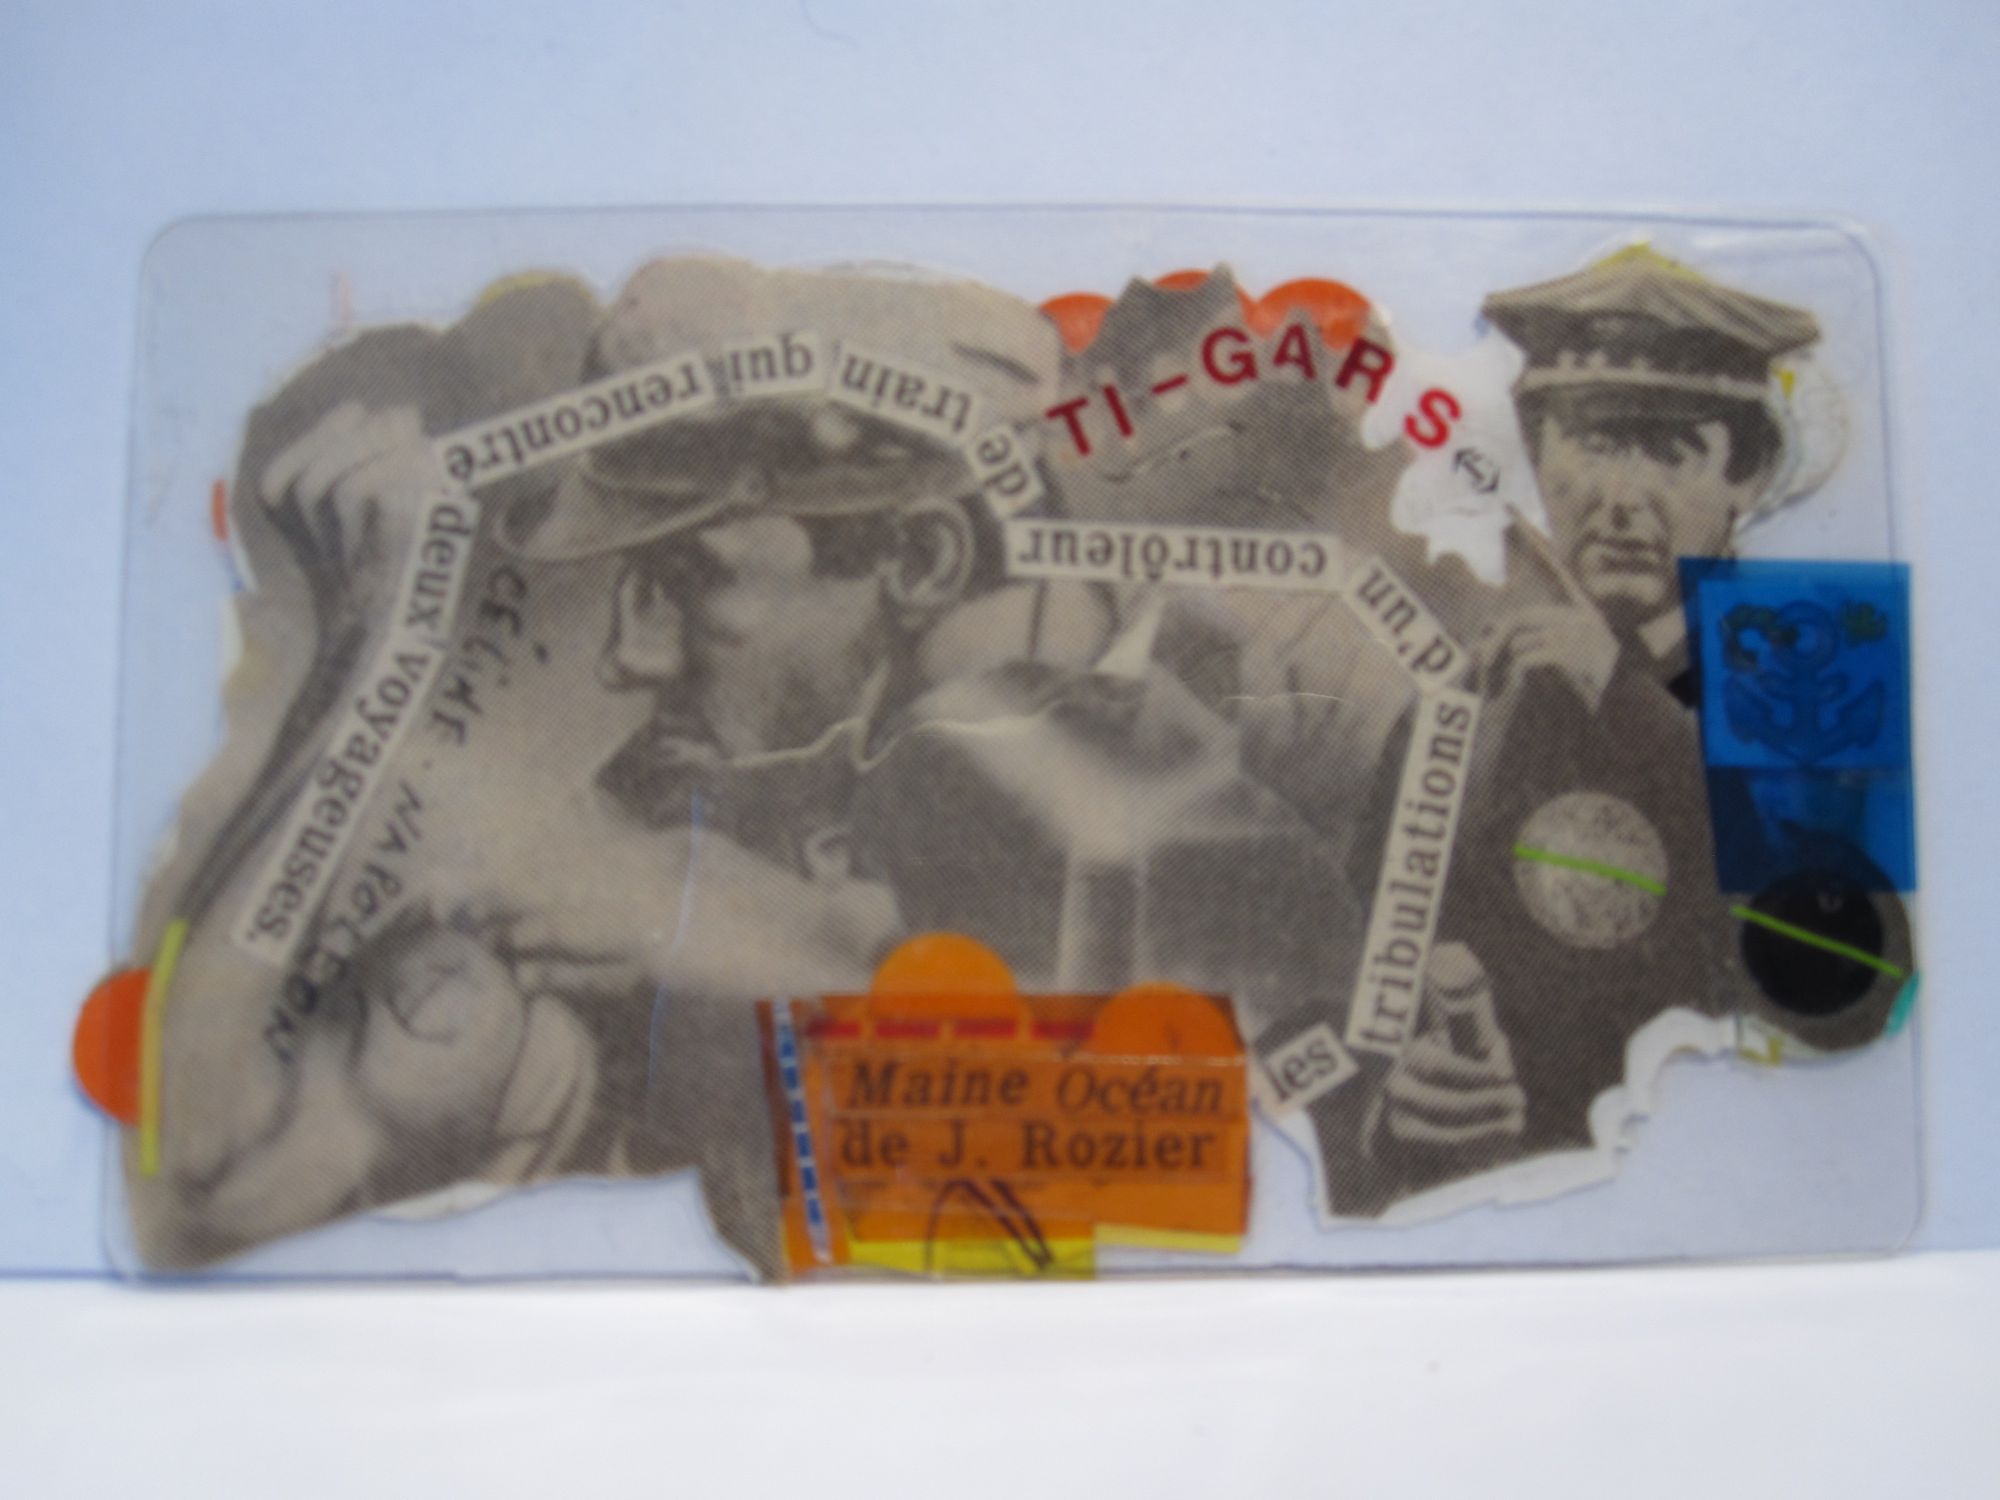 TI-GARS
les tribulations d'un contrôleur de train qui rencontre deux voyageuses.
Maine Océan
de J. Rozier